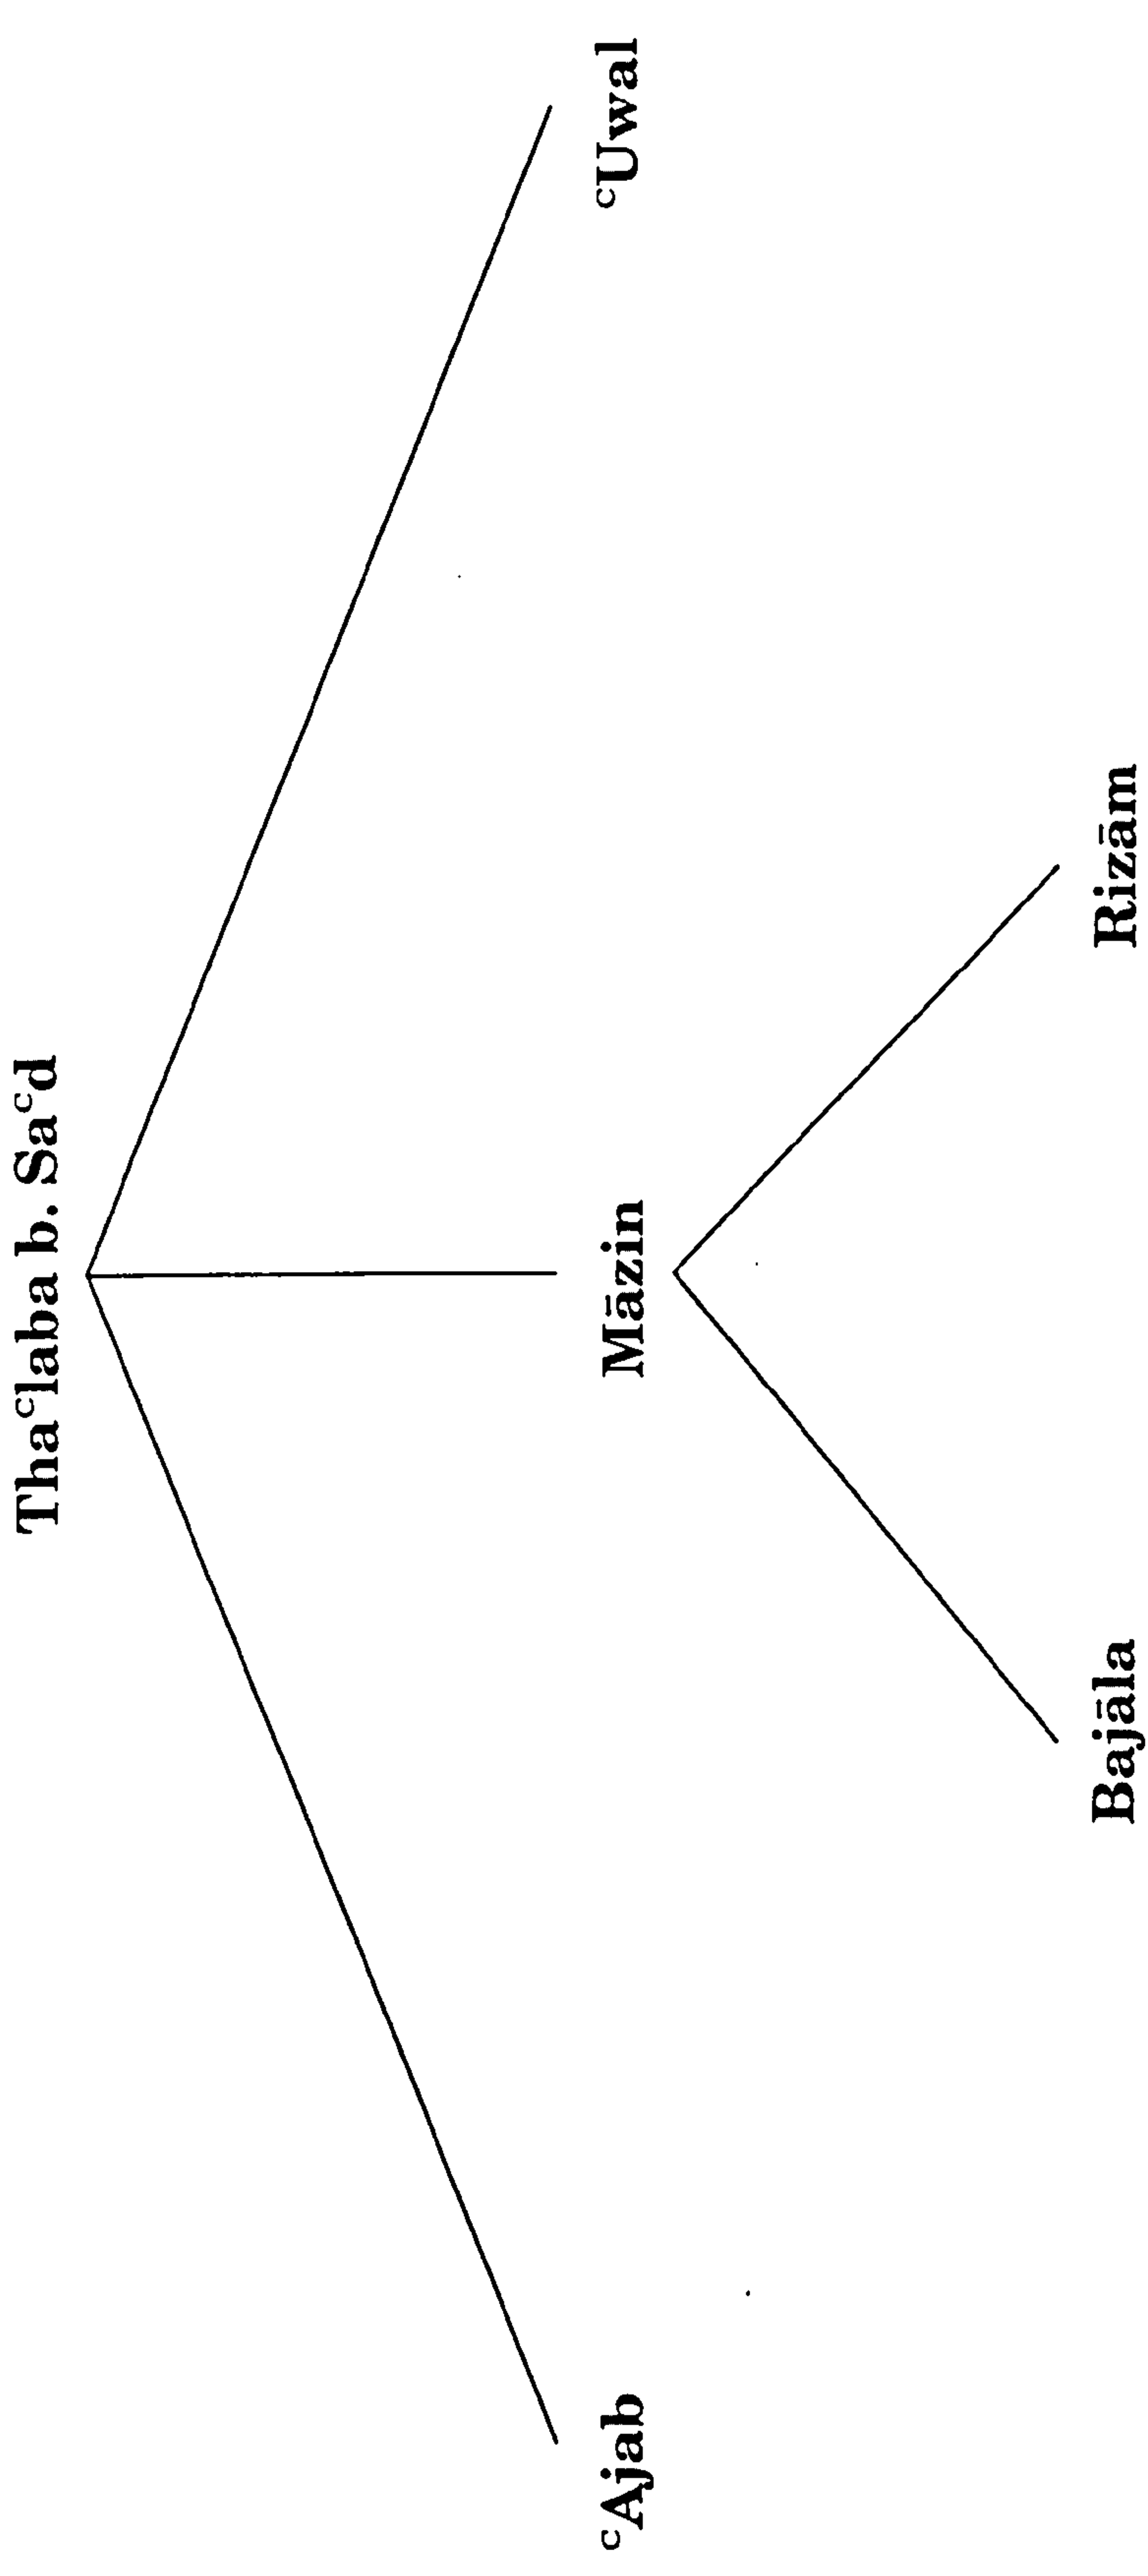 Thaᶜlaba b. Saᶜd
ᶜAjab
Māzin
ᶜUwal
Bajāla
Rizām